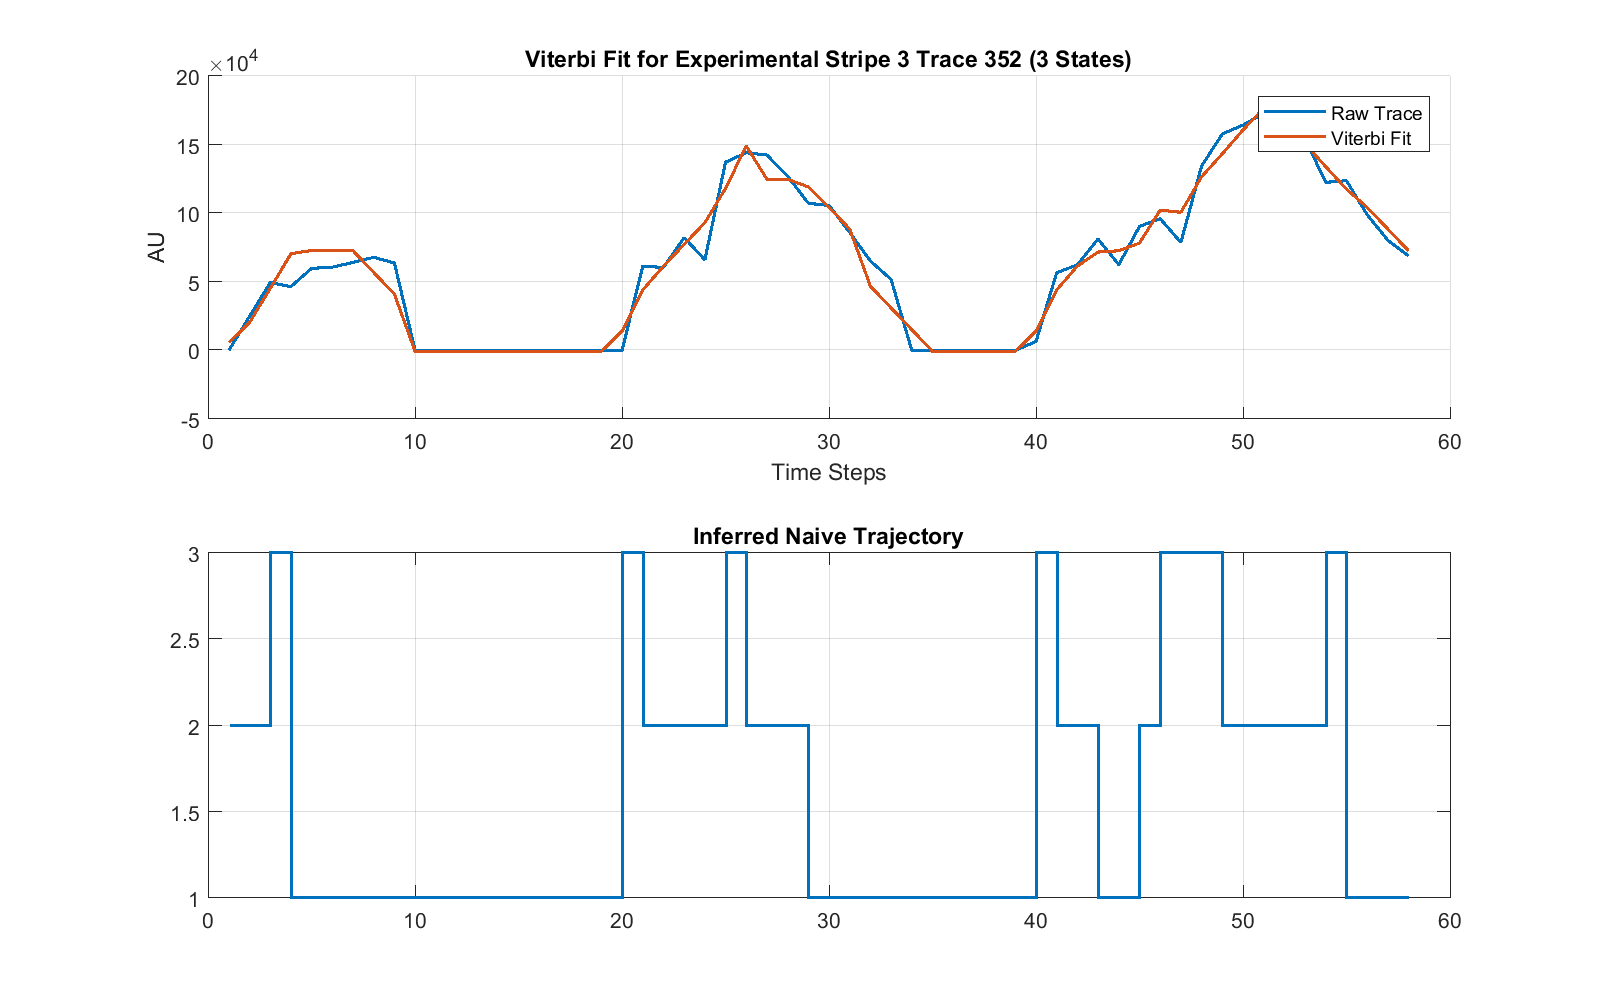 Viterbi Fit for Experimental Stripe 3 Trace 352 (3 States)
×10⁴
20
15
10
5
0
-5
AU
Raw Trace
Viterbi Fit
0 10 20 30 40 50 60
Time Steps
Inferred Naive Trajectory
3
2.5
2
1.5
1
0 10 20 30 40 50 60